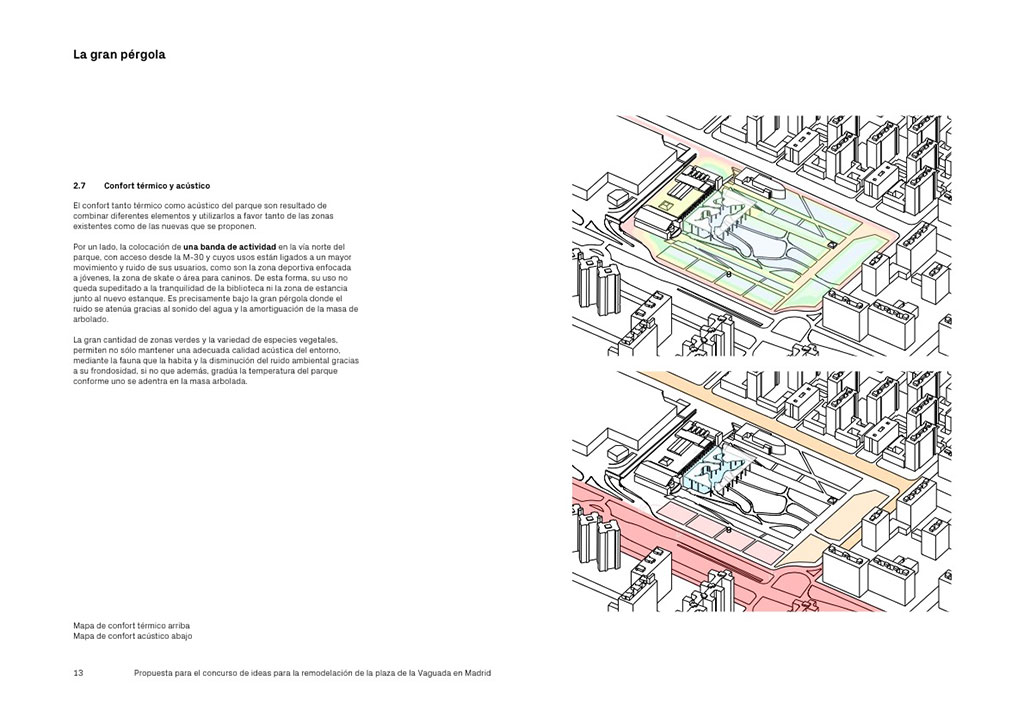 La gran pérgola
2.7 Confort térmico y acústico
El confort tanto térmico como acústico del parque son resultado de
combinar diferentes elementos y utilizarlos a favor tanto de las zonas
existentes como de las nuevas que se proponen.
Por un lado, la colocación de una banda de actividad en la vía norte del
parque, con acceso desde la M-30 y cuyos usos están ligados a un mayor
movimiento y ruido de sus usuarios, como son la zona deportiva enfocada
a jóvenes, la zona de skate o área para caninos. De esta forma, su uso no
queda supeditado a la tranquilidad de la biblioteca ni la zona de estancia
junto al nuevo estanque. Es precisamente bajo la gran pérgola donde el
ruido se atenúa gracias al sonido del agua y la amortiguación de la masa de
arbolado.
La gran cantidad de zonas verdes y la variedad de especies vegetales,
permiten no sólo mantener una adecuada calidad acústica del entorno,
mediante la fauna que la habita y la disminución del ruido ambiental gracias
a su frondosidad, si no que además, gradúa la temperatura del parque
conforme uno se adentra en la masa arbolada.
Mapa de confort térmico arriba
Mapa de confort acústico abajo
13 Propuesta para el concurso de ideas para la remodelación de la plaza de la Vaguada en Madrid